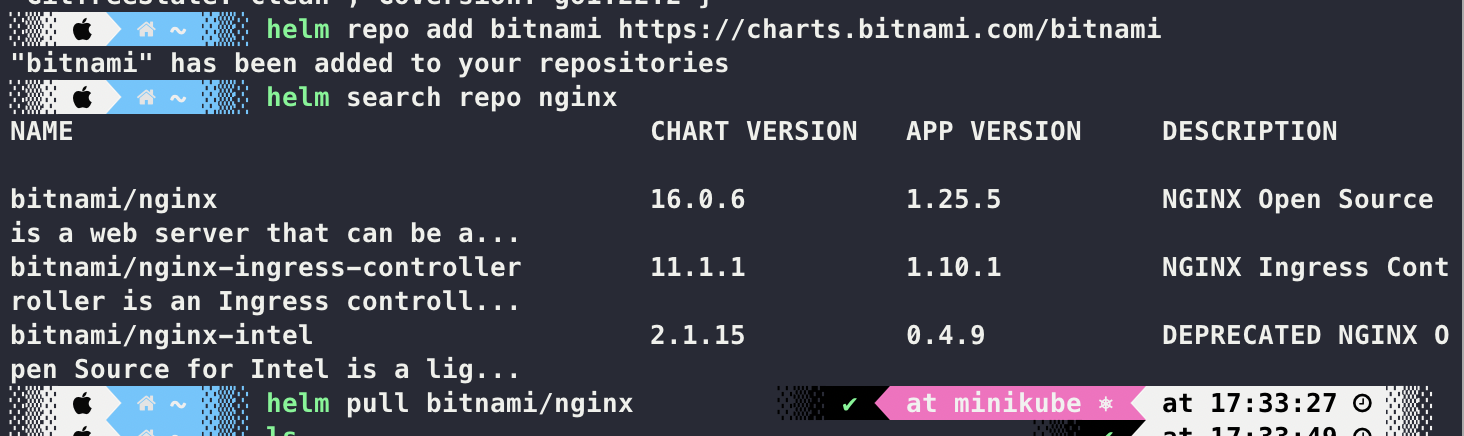 helm repo add bitnami https://charts.bitnami.com/bitnami
"bitnami" has been added to your repositories
~ helm search repo nginx
NAME CHART VERSION APP VERSION DESCRIPTION
bitnami/nginx 16.0.6 1.25.5 NGINX Open Source
is a web server that can be a...
bitnami/nginx-ingress-controller 11.1.1 1.10.1 NGINX Ingress Cont
roller is an Ingress controll...
bitnami/nginx-intel 2.1.15 0.4.9 DEPRECATED NGINX O
pen Source for Intel is a lig...
~ helm pull bitnami/nginx ✔ at minikube at 17:33:27
~ ls at 17:33:49